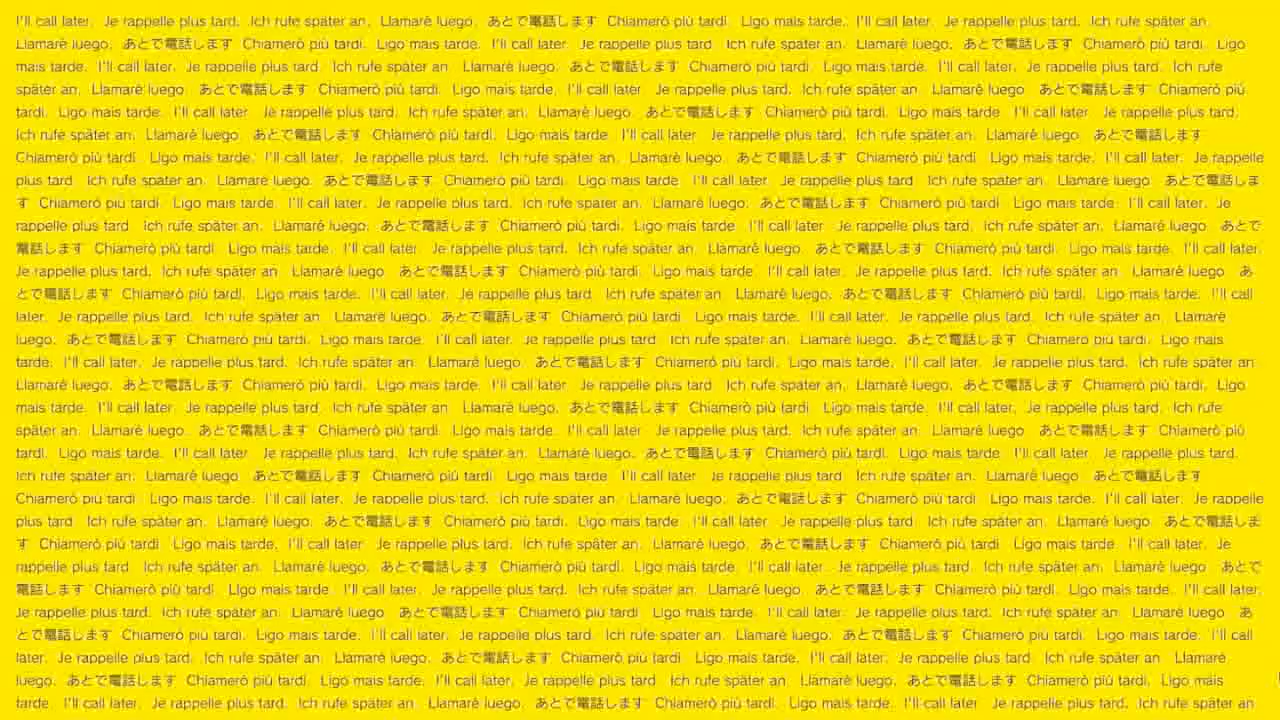 I'll call later. Je rappelle plus tard. Ich rufe später an. Llamaré luego. あとで電話します Chiamerò più tardi. Ligo mais tarde. I'll call later. Je rappelle plus tard. Ich rufe später an.
Llamaré luego. あとで電話します Chiamerò più tardi. Ligo mais tarde. I'll call later. Je rappelle plus tard. Ich rufe später an. Llamaré luego. あとで電話します Chiamerò più tardi. Ligo
mais tarde. I'll call later. Je rappelle plus tard. Ich rufe später an. Llamaré luego. あとで電話します Chiamerò più tardi. Ligo mais tarde. I'll call later. Je rappelle plus tard. Ich rufe
später an. Llamaré luego. あとで電話します Chiamerò più tardi. Ligo mais tarde. I'll call later. Je rappelle plus tard. Ich rufe später an. Llamaré luego. あとで電話します Chiamerò più
tardi. Ligo mais tarde. I'll call later. Je rappelle plus tard. Ich rufe später an. Llamaré luego. あとで電話します Chiamerò più tardi. Ligo mais tarde. I'll call later. Je rappelle plus tard.
Ich rufe später an. Llamaré luego. あとで電話します Chiamerò più tardi. Ligo mais tarde. I'll call later. Je rappelle plus tard. Ich rufe später an. Llamaré luego. あとで電話します
Chiamerò più tardi. Ligo mais tarde. I'll call later. Je rappelle plus tard. Ich rufe später an. Llamaré luego. あとで電話します Chiamerò più tardi. Ligo mais tarde. I'll call later. Je rappelle
plus tard. Ich rufe später an. Llamaré luego. あとで電話します Chiamerò più tardi. Ligo mais tarde. I'll call later. Je rappelle plus tard. Ich rufe später an. Llamaré luego. あとで電話しま
す Chiamerò più tardi. Ligo mais tarde. I'll call later. Je rappelle plus tard. Ich rufe später an. Llamaré luego. あとで電話します Chiamerò più tardi. Ligo mais tarde. I'll call later. Je
rappelle plus tard. Ich rufe später an. Llamaré luego. あとで電話します Chiamerò più tardi. Ligo mais tarde. I'll call later. Je rappelle plus tard. Ich rufe später an. Llamaré luego. あとで
電話します Chiamerò più tardi. Ligo mais tarde. I'll call later. Je rappelle plus tard. Ich rufe später an. Llamaré luego. あとで電話します Chiamerò più tardi. Ligo mais tarde. I'll call later.
Je rappelle plus tard. Ich rufe später an. Llamaré luego. あとで電話します Chiamerò più tardi. Ligo mais tarde. I'll call later. Je rappelle plus tard. Ich rufe später an. Llamaré luego. あ
とで電話します Chiamerò più tardi. Ligo mais tarde. I'll call later. Je rappelle plus tard. Ich rufe später an. Llamaré luego. あとで電話します Chiamerò più tardi. Ligo mais tarde. I'll call
later. Je rappelle plus tard. Ich rufe später an. Llamaré luego. あとで電話します Chiamerò più tardi. Ligo mais tarde. I'll call later. Je rappelle plus tard. Ich rufe später an. Llamaré
luego. あとで電話します Chiamerò più tardi. Ligo mais tarde. I'll call later. Je rappelle plus tard. Ich rufe später an. Llamaré luego. あとで電話します Chiamerò più tardi. Ligo mais
tarde. I'll call later. Je rappelle plus tard. Ich rufe später an. Llamaré luego. あとで電話します Chiamerò più tardi. Ligo mais tarde. I'll call later. Je rappelle plus tard. Ich rufe später an.
Llamaré luego. あとで電話します Chiamerò più tardi. Ligo mais tarde. I'll call later. Je rappelle plus tard. Ich rufe später an. Llamaré luego. あとで電話します Chiamerò più tardi. Ligo
mais tarde. I'll call later. Je rappelle plus tard. Ich rufe später an. Llamaré luego. あとで電話します Chiamerò più tardi. Ligo mais tarde. I'll call later. Je rappelle plus tard. Ich rufe
später an. Llamaré luego. あとで電話します Chiamerò più tardi. Ligo mais tarde. I'll call later. Je rappelle plus tard. Ich rufe später an. Llamaré luego. あとで電話します Chiamerò più
tardi. Ligo mais tarde. I'll call later. Je rappelle plus tard. Ich rufe später an. Llamaré luego. あとで電話します Chiamerò più tardi. Ligo mais tarde. I'll call later. Je rappelle plus tard.
Ich rufe später an. Llamaré luego. あとで電話します Chiamerò più tardi. Ligo mais tarde. I'll call later. Je rappelle plus tard. Ich rufe später an. Llamaré luego. あとで電話します
Chiamerò più tardi. Ligo mais tarde. I'll call later. Je rappelle plus tard. Ich rufe später an. Llamaré luego. あとで電話します Chiamerò più tardi. Ligo mais tarde. I'll call later. Je rappelle
plus tard. Ich rufe später an. Llamaré luego. あとで電話します Chiamerò più tardi. Ligo mais tarde. I'll call later. Je rappelle plus tard. Ich rufe später an. Llamaré luego. あとで電話しま
す Chiamerò più tardi. Ligo mais tarde. I'll call later. Je rappelle plus tard. Ich rufe später an. Llamaré luego. あとで電話します Chiamerò più tardi. Ligo mais tarde. I'll call later. Je
rappelle plus tard. Ich rufe später an. Llamaré luego. あとで電話します Chiamerò più tardi. Ligo mais tarde. I'll call later. Je rappelle plus tard. Ich rufe später an. Llamaré luego. あとで
電話します Chiamerò più tardi. Ligo mais tarde. I'll call later. Je rappelle plus tard. Ich rufe später an. Llamaré luego. あとで電話します Chiamerò più tardi. Ligo mais tarde. I'll call later.
Je rappelle plus tard. Ich rufe später an. Llamaré luego. あとで電話します Chiamerò più tardi. Ligo mais tarde. I'll call later. Je rappelle plus tard. Ich rufe später an. Llamaré luego. あ
とで電話します Chiamerò più tardi. Ligo mais tarde. I'll call later. Je rappelle plus tard. Ich rufe später an. Llamaré luego. あとで電話します Chiamerò più tardi. Ligo mais tarde. I'll call
later. Je rappelle plus tard. Ich rufe später an. Llamaré luego. あとで電話します Chiamerò più tardi. Ligo mais tarde. I'll call later. Je rappelle plus tard. Ich rufe später an. Llamaré
luego. あとで電話します Chiamerò più tardi. Ligo mais tarde. I'll call later. Je rappelle plus tard. Ich rufe später an. Llamaré luego. あとで電話します Chiamerò più tardi. Ligo mais
tarde. I'll call later. Je rappelle plus tard. Ich rufe später an. Llamaré luego. あとで電話します Chiamerò più tardi. Ligo mais tarde. I'll call later. Je rappelle plus tard. Ich rufe später an